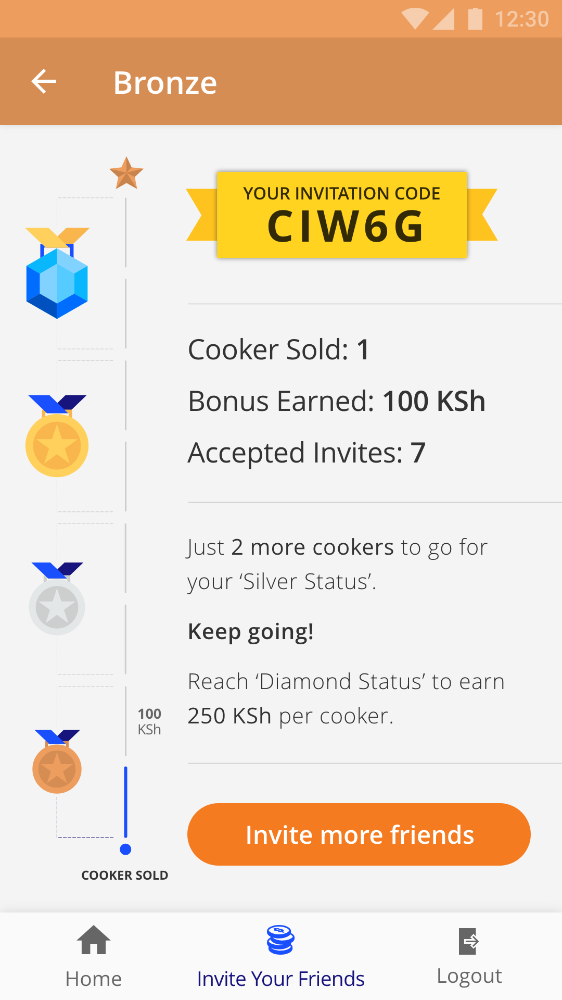 12:30
Bronze
YOUR INVITATION CODE
CIW6G
Cooker Sold: 1
Bonus Earned: 100 KSh
Accepted Invites: 7
Just 2 more cookers to go for
your ‘Silver Status’.
Keep going!
Reach ‘Diamond Status’ to earn
250 KSh per cooker.
100
KSh
Invite more friends
COOKER SOLD
Home
Invite Your Friends
Logout